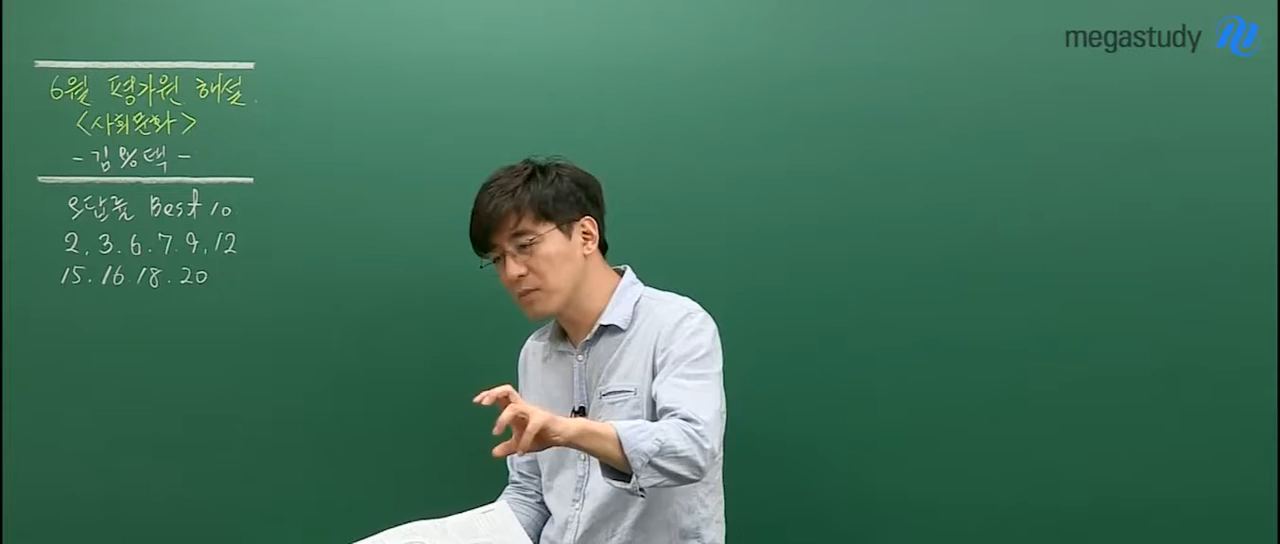 megastudy
6월 평가원 해설.
<사회문화>
-김용택-
오답률 Best 10
2, 3. 6. 7. 9, 12
15. 16. 18. 20